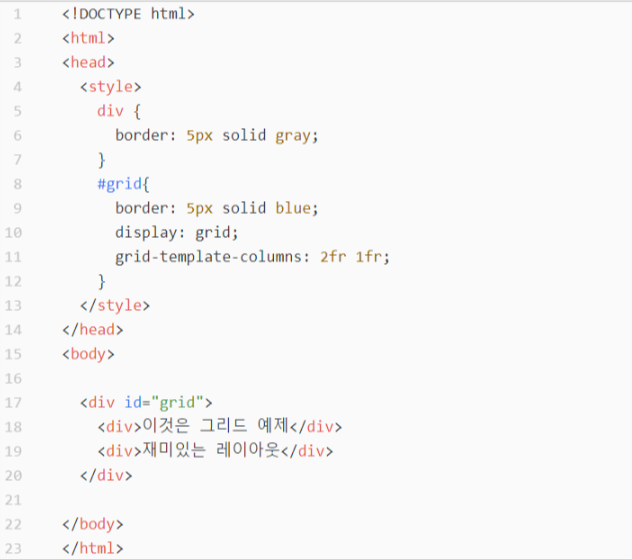 1 <!DOCTYPE html>
2 <html>
3 <head>
4   <style>
5     div {
6       border: 5px solid gray;
7     }
8     #grid{
9       border: 5px solid blue;
10       display: grid;
11       grid-template-columns: 2fr 1fr;
12     }
13   </style>
14 </head>
15 <body>
16
17   <div id="grid">
18     <div>이것은 그리드 예제</div>
19     <div>재미있는 레이아웃</div>
20   </div>
21
22 </body>
23 </html>